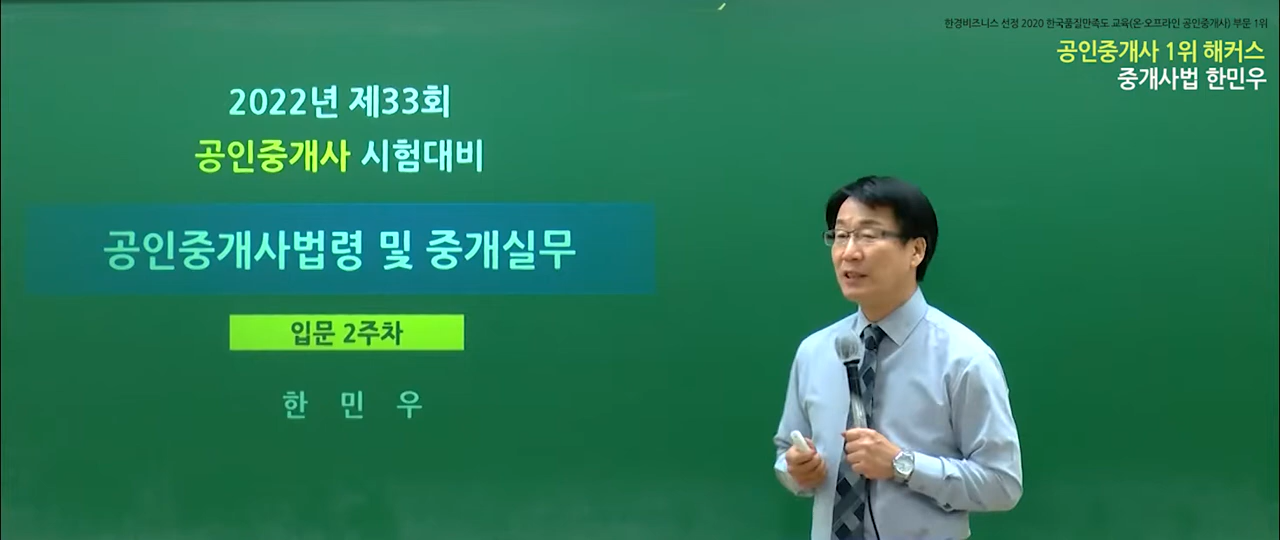 한경비즈니스 선정 2020 한국품질만족도 교육(온·오프라인 공인중개사) 부문 1위
공인중개사 1위 해커스
중개사법 한민우
2022년 제33회
공인중개사 시험대비
공인중개사법령 및 중개실무
입문 2주차
한 민 우